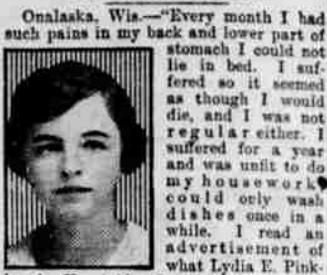 Onalaska, Wis.—"Every month I had
such pains in my back and lower part of
stomach I could not
lie in bed. I suf-
fered so it seemed
as though I would
die, and I was not
regular either. I
suffered for a year
and was unfit to do
my housework,
could only wash
dishes once in a
while. I read an
advertisement of
what Lydia E. Pink-